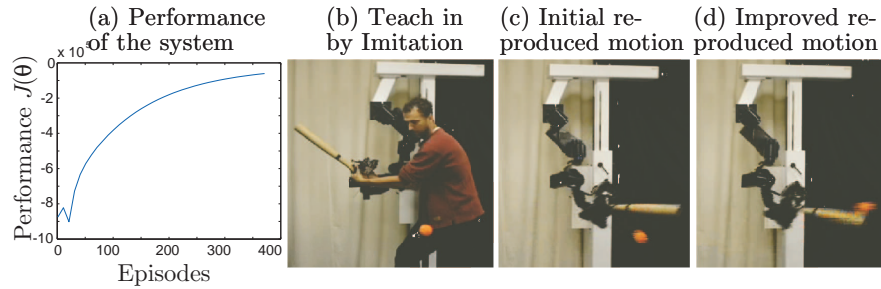 (a) Performance
of the system
(b) Teach in
by Imitation
(c) Initial re-
produced motion
(d) Improved re-
produced motion
x 10
0
-2
-4
-6
-8
-10
Performance J(θ)
0
100
200
300
400
Episodes